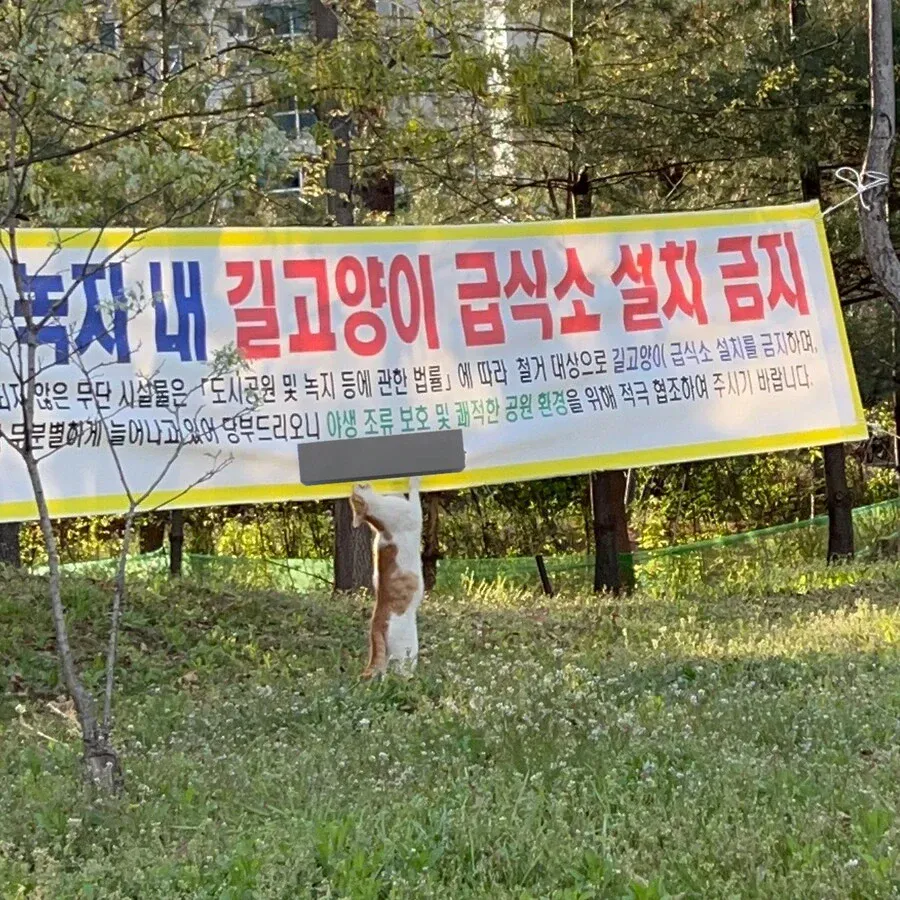 녹지 내 길고양이 급식소 설치 금지
되지 않은 무단 시설물은 「도시공원 및 녹지 등에 관한 법률」에 따라 철거 대상으로 길고양이 급식소 설치를 금지하며,
무분별하게 늘어나고 있어 당부드리오니 야생 조류 보호 및 쾌적한 공원 환경을 위해 적극 협조하여 주시기 바랍니다.